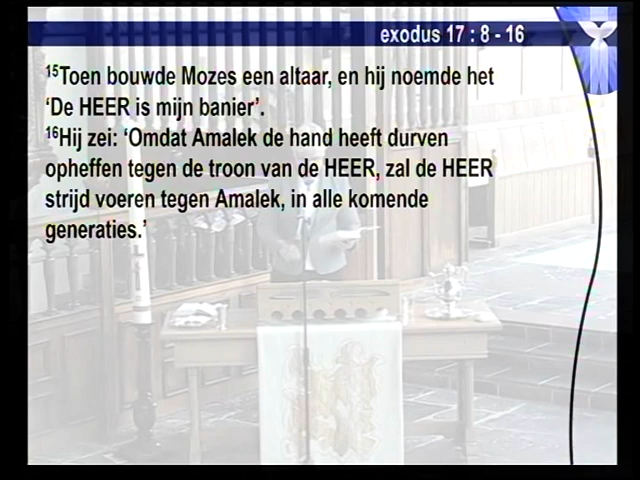 exodus 17 : 8 - 16
15Toen bouwde Mozes een altaar, en hij noemde het
‘De HEER is mijn banier’.
16Hij zei: ‘Omdat Amalek de hand heeft durven
opheffen tegen de troon van de HEER, zal de HEER
strijd voeren tegen Amalek, in alle komende
generaties.’